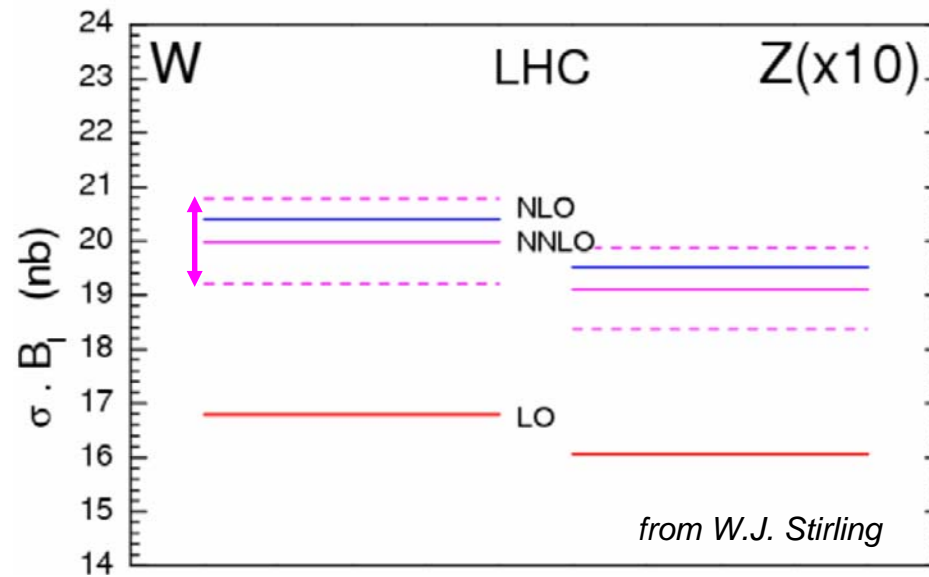 24
W LHC Z(x10)
23
22
21
NLO
20
NNLO
19
18
17
LO
16
15
from W.J. Stirling
14
σ . Bl (nb)